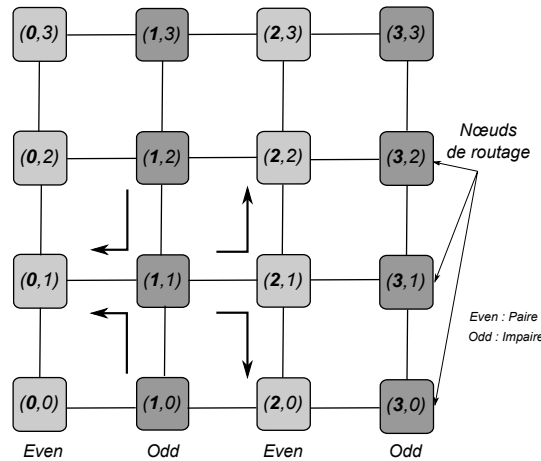 (0,3) (1,3) (2,3) (3,3)
Nœuds
de routage
(0,2) (1,2) (2,2) (3,2)
(0,1) (1,1) (2,1) (3,1)
Even : Paire
Odd : Impaire
(0,0) (1,0) (2,0) (3,0)
Even Odd Even Odd